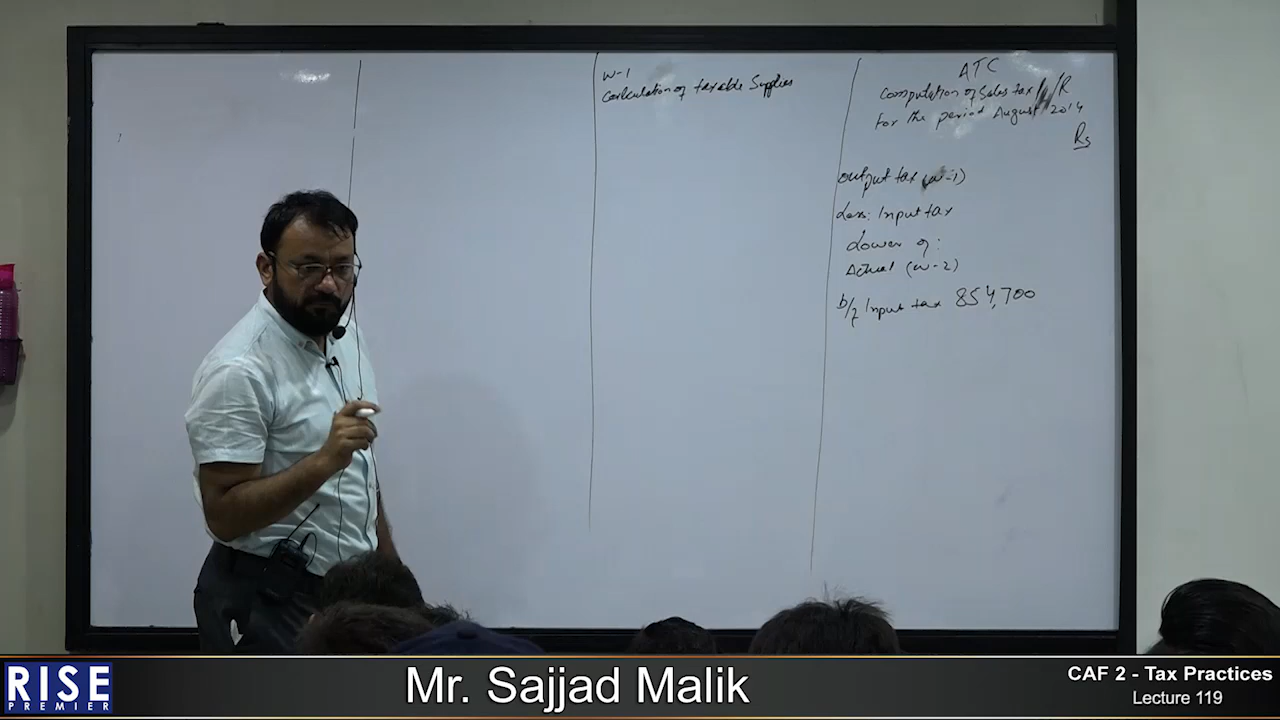 W-1
Calculation of taxable Supplies
ATC
Computation of Sales tax /R
For the period August 2014
Rs
Output tax (W-1)
Less: Input tax
Lower of:
Actual (W-2)
b/f Input tax 854,700
RISE
PREMIER
Mr. Sajjad Malik
CAF 2 - Tax Practices
Lecture 119